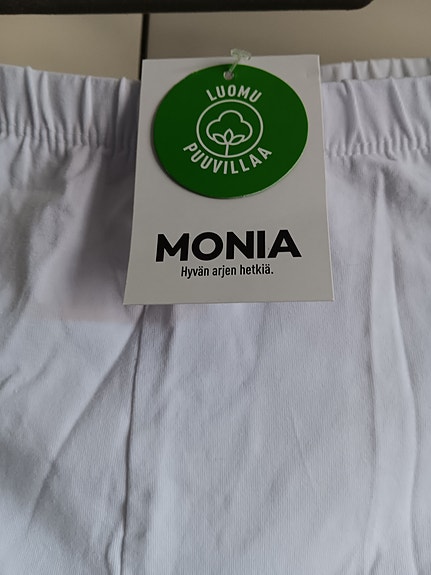 LUOMU
PUUVILLAA
MONIA
Hyvän arjen hetkiä.